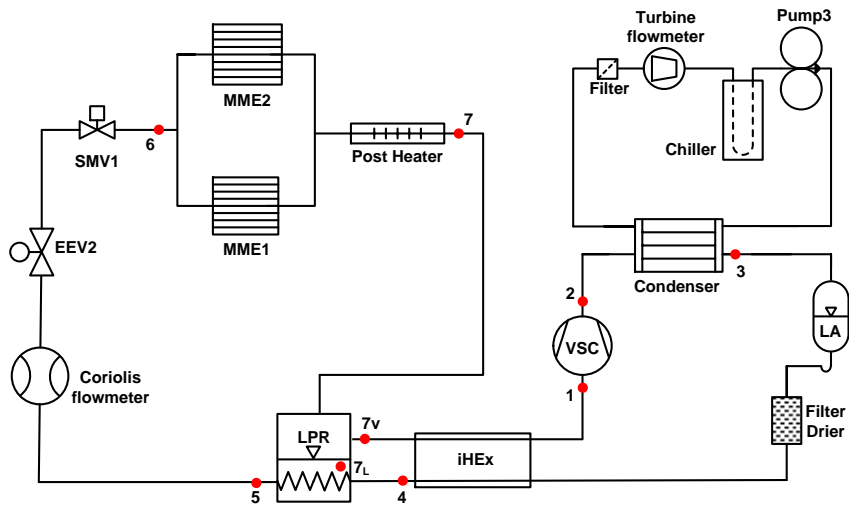 Turbine
flowmeter
Pump3
Filter
Chiller
MME2
7
6
SMV1
Post Heater
MME1
EEV2
3
Condenser
2
LA
VSC
1
Coriolis
flowmeter
Filter
Drier
7v
LPR
7L
iHEx
5
4